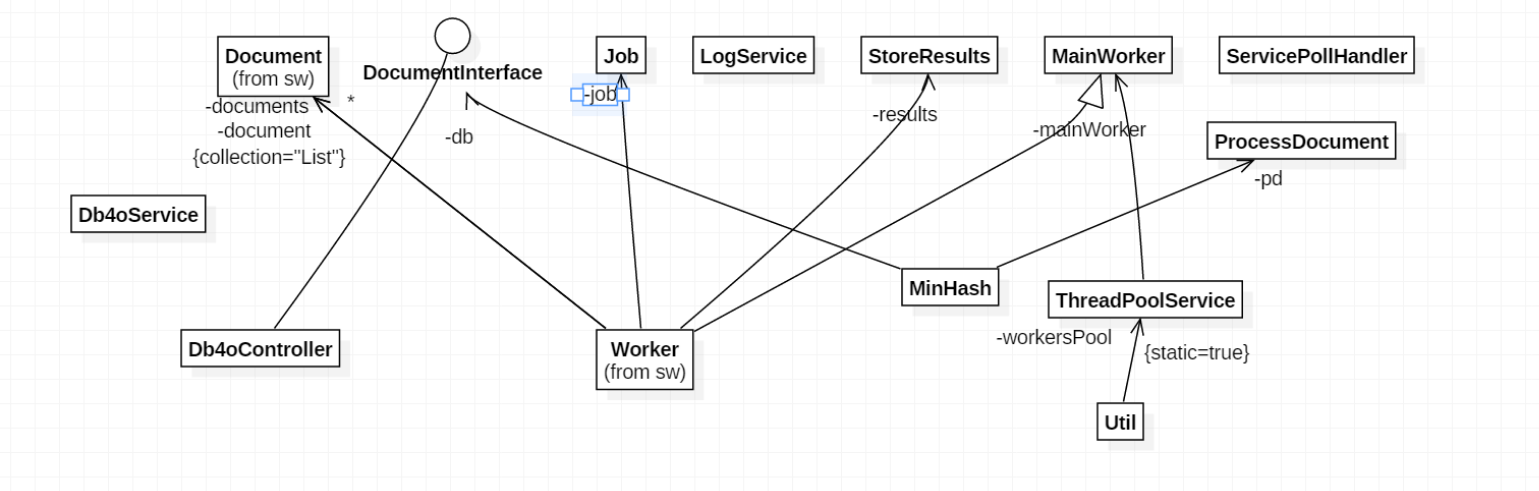 Document
(from sw)
DocumentInterface
Job
LogService
StoreResults
MainWorker
ServicePollHandler
-documents
*
-document
{collection="List"}
-db
-job
-results
-mainWorker
ProcessDocument
-pd
Db4oService
MinHash
ThreadPoolService
-workersPool
{static=true}
Db4oController
Worker
(from sw)
Util